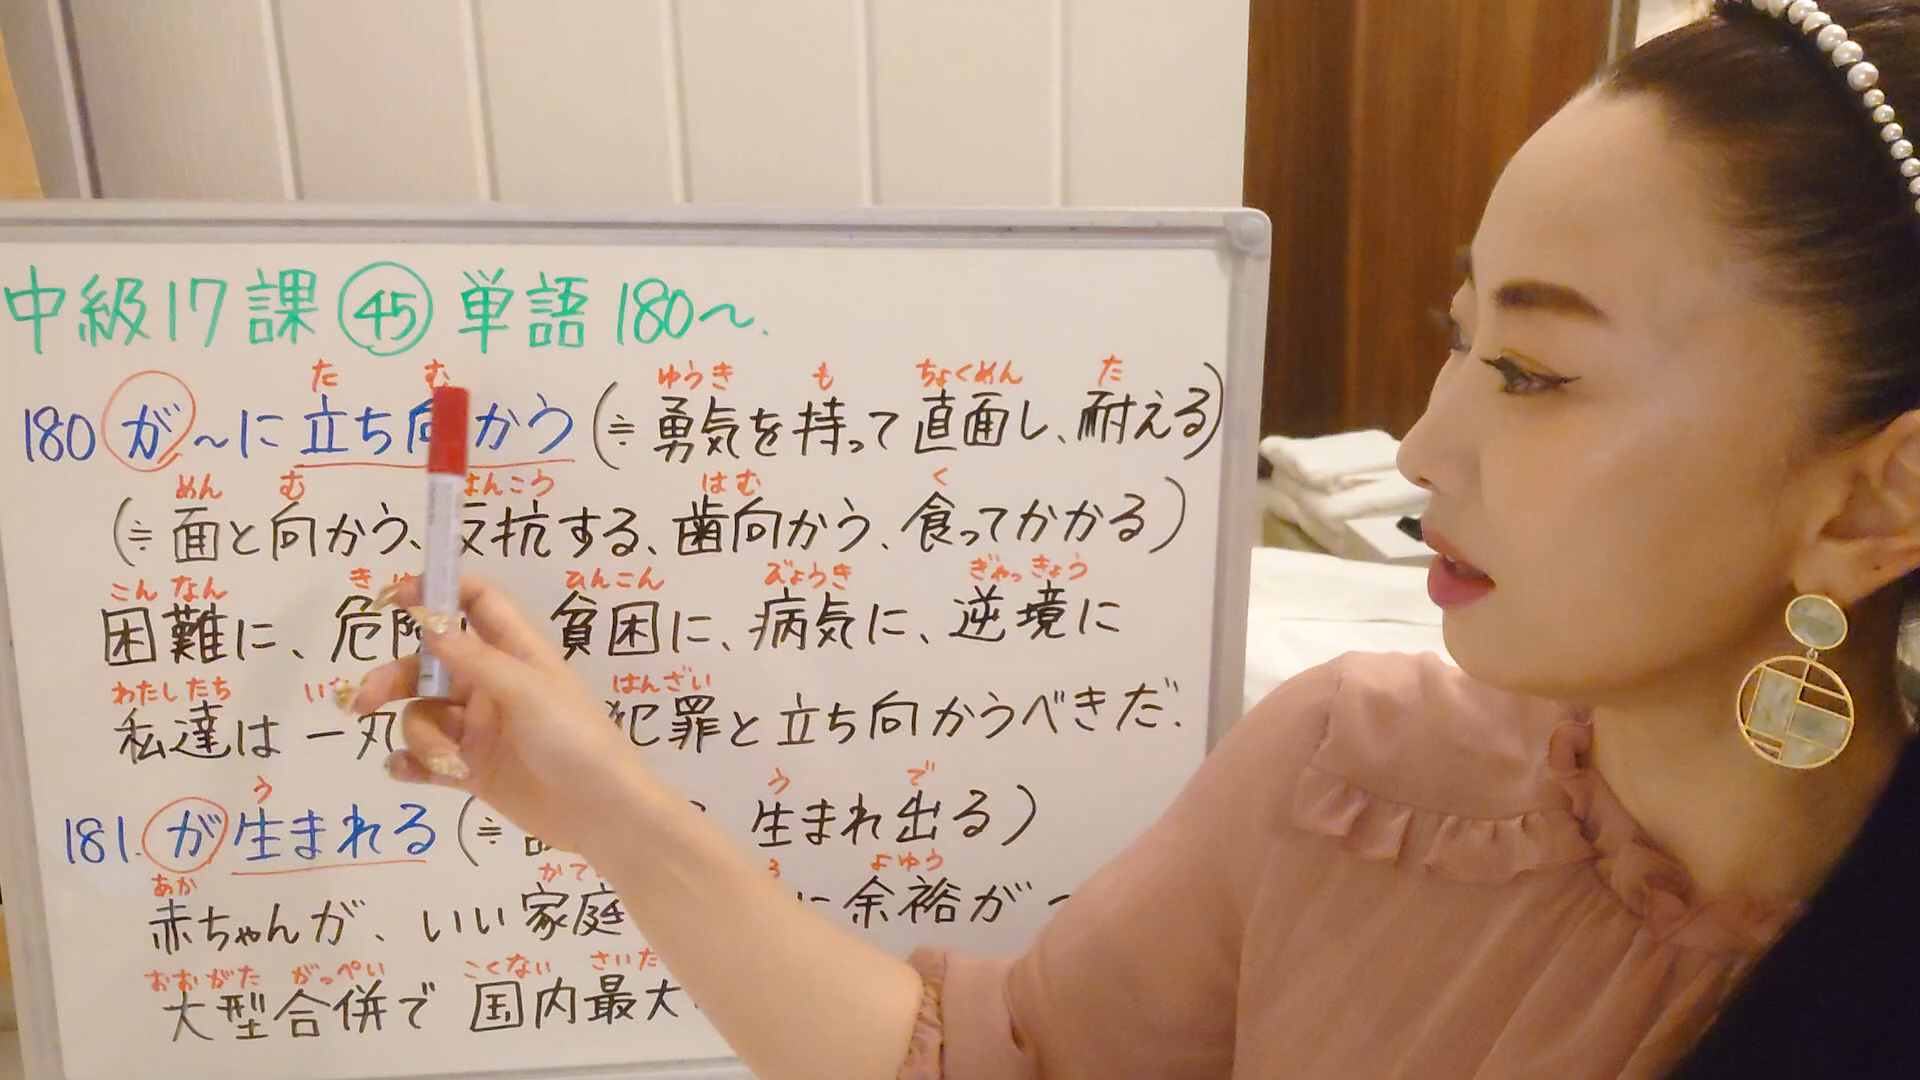 中級17課 ㊺ 単語180～.
た む ゆうき も ちょくめん た
180 が ～に立ち向かう (≒ 勇気を持って直面し、耐える)
めん む はんこう はむ く
(≒ 面と向かう、反抗する、歯向かう、食ってかかる)
こんなん ひんこん びょうき ぎゃっきょう
困難に、危険 貧困に、病気に、逆境に
わたしたち はんざい
私達は一丸 犯罪と立ち向かうべきだ.
う う で
181. が 生まれる (≒ 生まれ出る)
あか よゆう
赤ちゃんが、いい家庭 に余裕が
おおがた がっぺい こくない さいだ
大型合併で国内最大